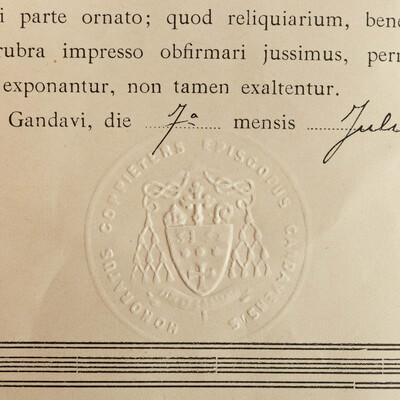 i parte ornato; quod reliquiarium, bene
rubra impresso obfirmari jussimus, perm
exponantur, non tamen exaltentur.
Gandavi, die 7a mensis Juli
HONORATUS COPPIETERS EPISCOPUS GANDAVENSIS